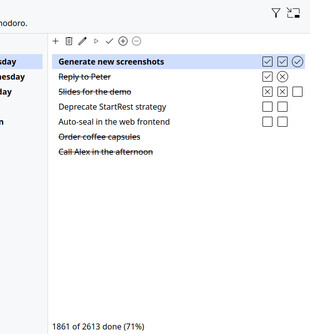 modoro.
sday
Generate new screenshots
nesday
Reply to Peter
day
Slides for the demo
Deprecate StartRest strategy
n
Auto-seal in the web frontend
Order coffee capsules
Call Alex in the afternoon
1861 of 2613 done (71%)